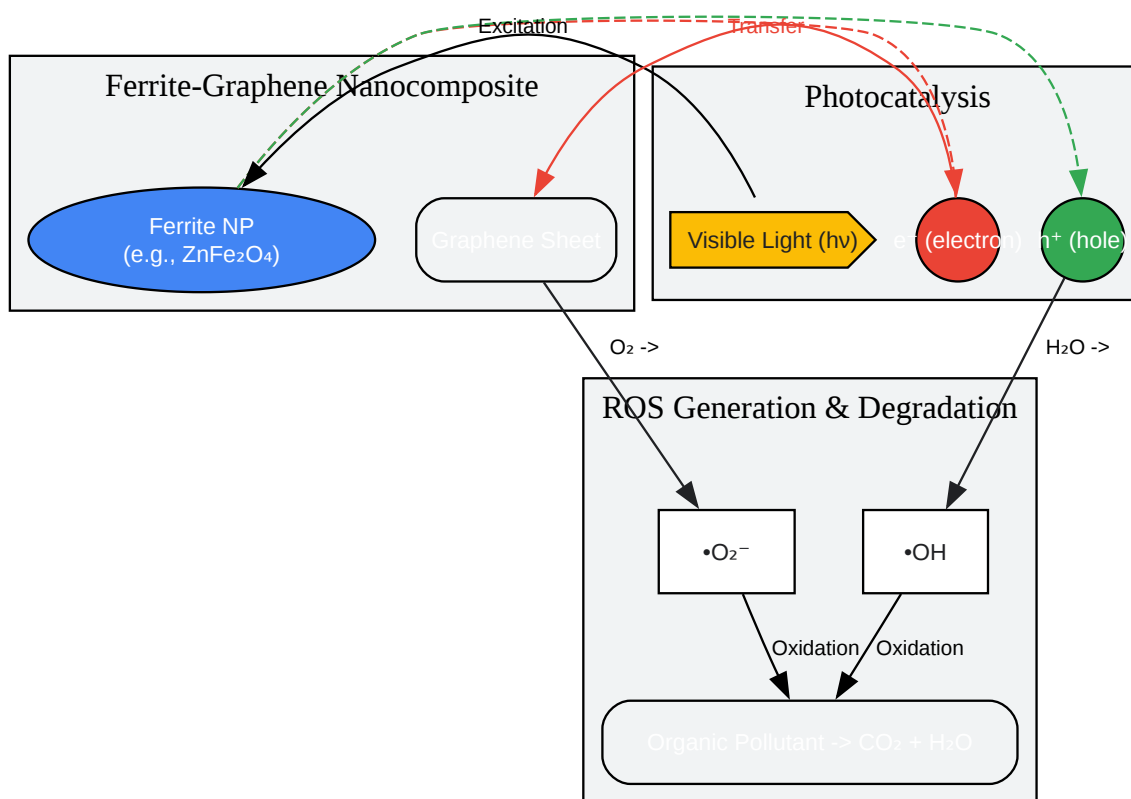 Excitation
Transfer
Ferrite-Graphene Nanocomposite
Photocatalysis
Ferrite NP
(e.g., ZnFe₂O₄)
Graphene Sheet
Visible Light (hν)
e⁻ (electron)
h⁺ (hole)
O₂ ->
H₂O ->
ROS Generation & Degradation
•O₂⁻
•OH
Oxidation
Oxidation
Organic Pollutant -> CO₂ + H₂O